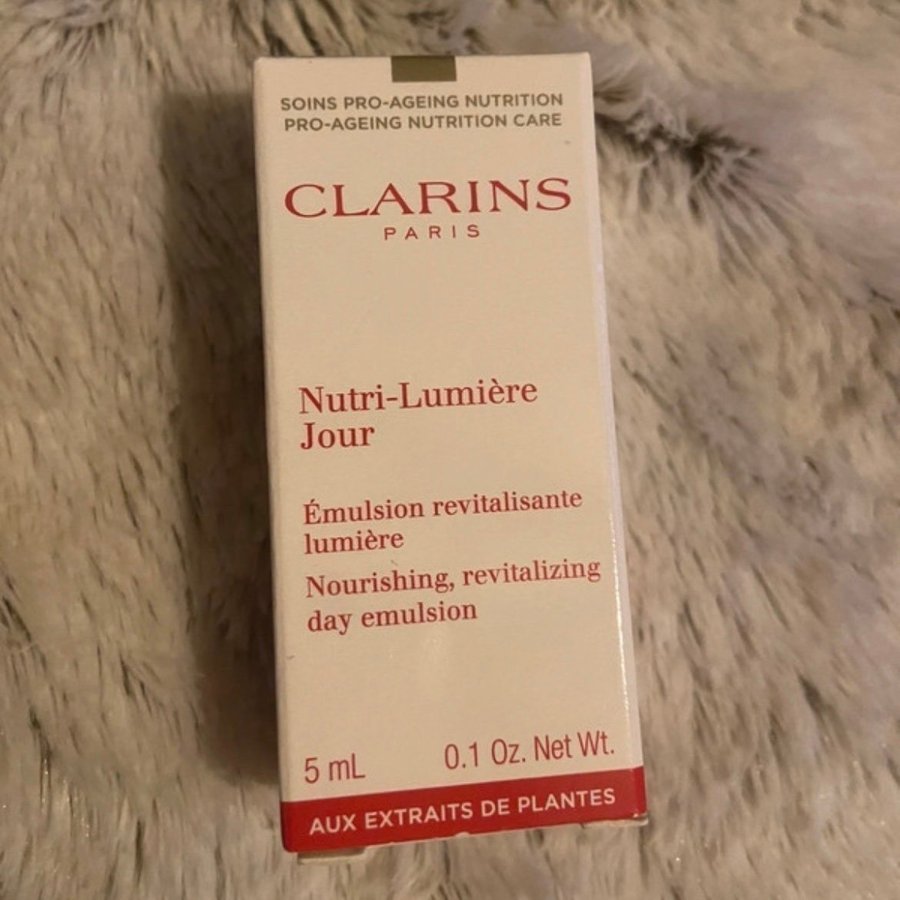 SOINS PRO-AGEING NUTRITION
PRO-AGEING NUTRITION CARE
CLARINS
PARIS
Nutri-Lumière
Jour
Émulsion revitalisante
lumière
Nourishing, revitalizing
day emulsion
5 mL 0.1 Oz. Net Wt.
AUX EXTRAITS DE PLANTES